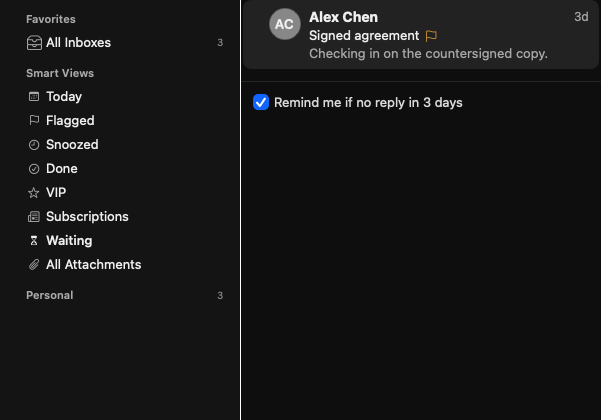 Favorites
All Inboxes 3
Smart Views
Today
Flagged
Snoozed
Done
VIP
Subscriptions
Waiting
All Attachments
Personal 3
AC
Alex Chen 3d
Signed agreement
Checking in on the countersigned copy.
Remind me if no reply in 3 days